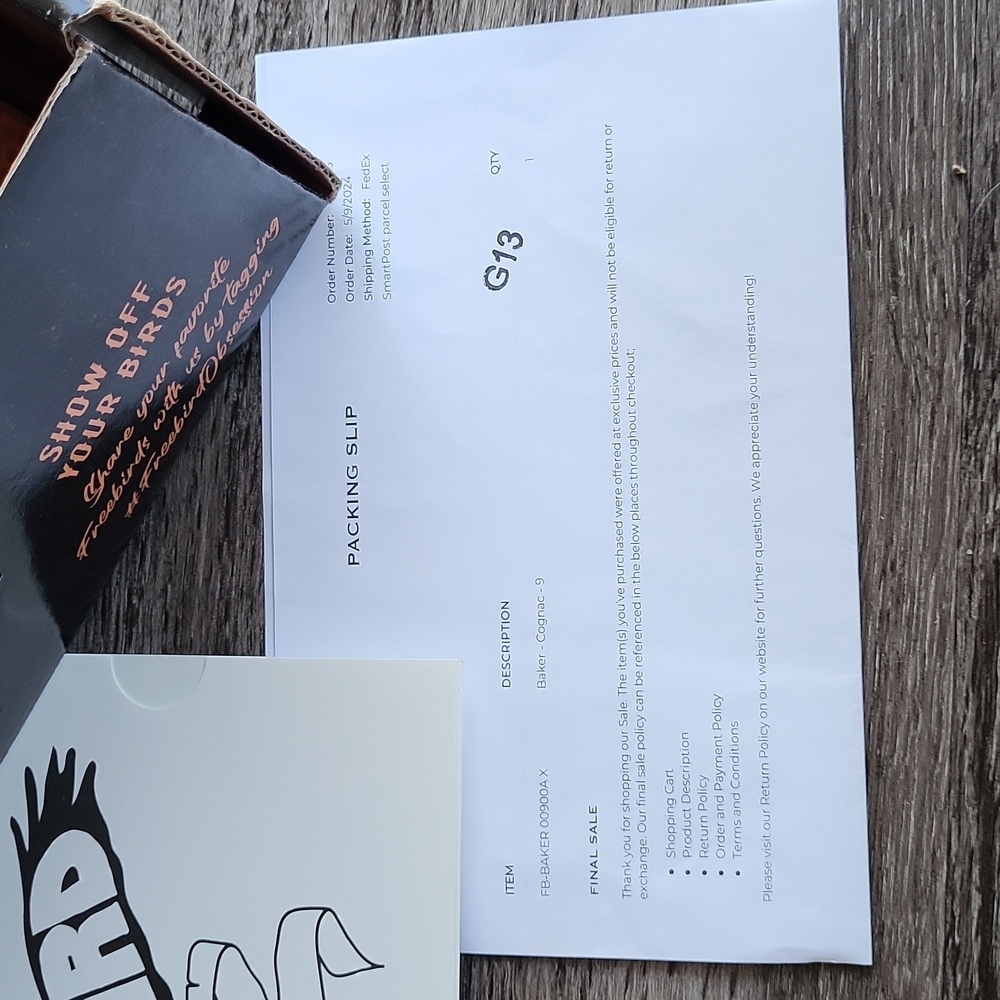 SHOW OFF
YOUR BIRDS
Share your favorite
Freebirds with us by tagging
#FreebirdObsession
PACKING SLIP
Order Number:
Order Date: 5/9/2024
Shipping Method: FedEx
SmartPost parcel select
ITEM DESCRIPTION QTY
G13
FB-BAKER 00900A X Baker - Cognac - 9 1
FINAL SALE
Thank you for shopping our Sale. The item(s) you've purchased were offered at exclusive prices and will not be eligible for return or
exchange. Our final sale policy can be referenced in the below places throughout checkout;
• Shopping Cart
• Product Description
• Return Policy
• Order and Payment Policy
• Terms and Conditions
Please visit our Return Policy on our website for further questions. We appreciate your understanding!
RD